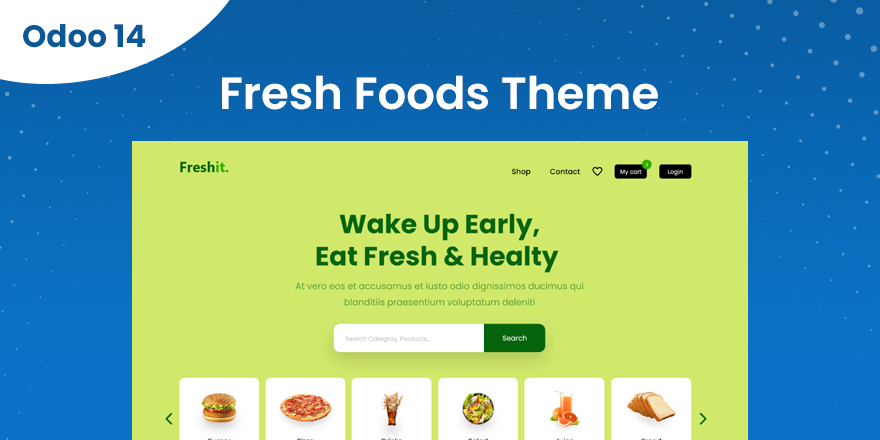 Odoo 14
Fresh Foods Theme
Freshit.
Shop Contact My cart Login
Wake Up Early,
Eat Fresh & Healty
At vero eos et accusamus et iusto odio dignissimos ducimus qui
blanditiis praesentium voluptatum deleniti
Search Categroy, Products... Search